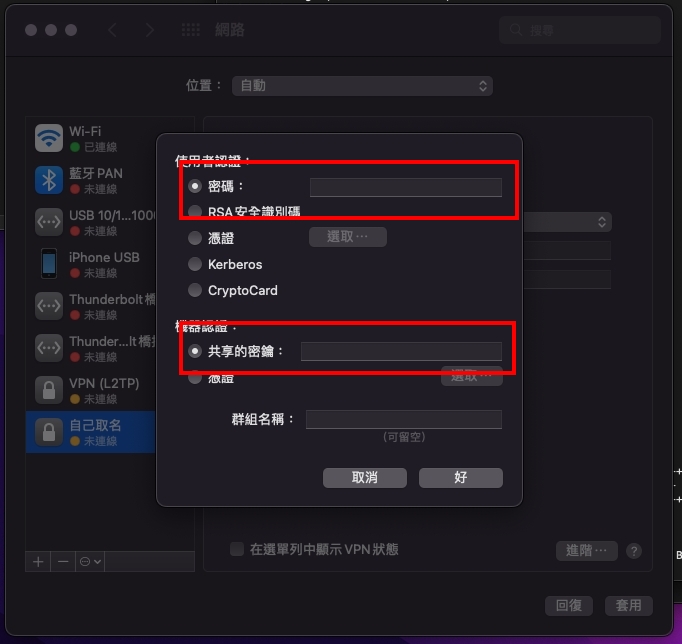 網路
搜尋
位置：
自動
Wi-Fi
已連線
藍牙 PAN
未連線
USB 10/1...1000
未連線
iPhone USB
未連線
Thunderbolt 橋
未連線
Thunder...lt 橋接
未連線
VPN (L2TP)
未連線
自己取名
未連線
使用者認證：
密碼：
RSA 安全識別碼
憑證
選取⋯
Kerberos
CryptoCard
機器認證：
共享的密鑰：
憑證
選取⋯
群組名稱：
(可留空)
取消
好
在選單列中顯示 VPN 狀態
進階⋯
?
回復
套用